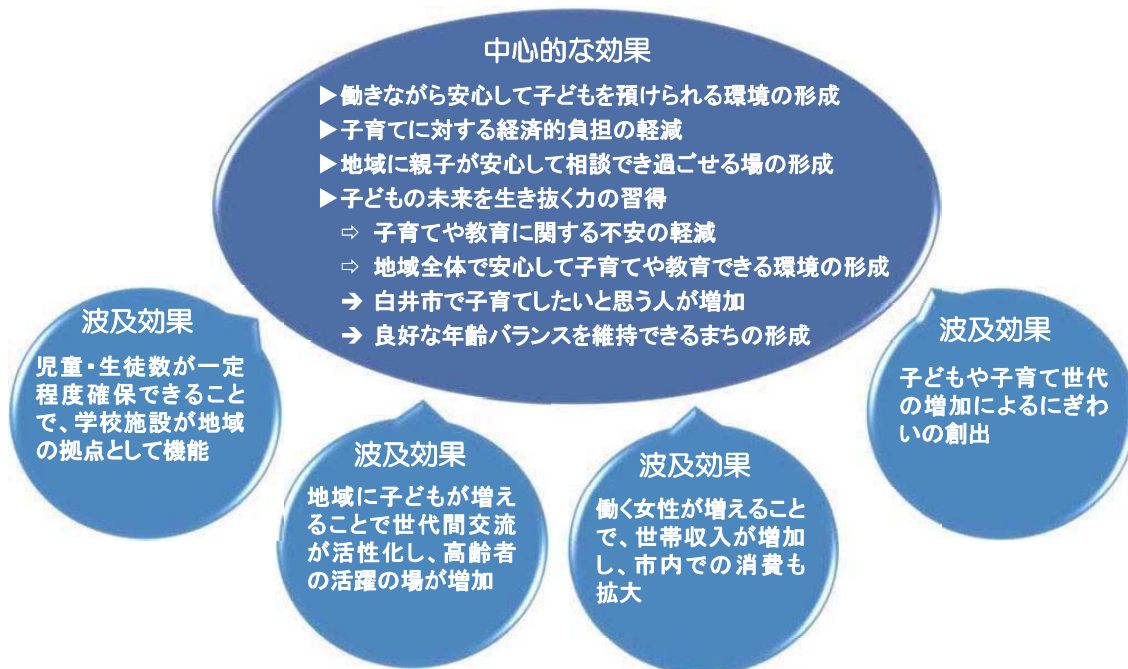 中心的な効果
▶働きながら安心して子どもを預けられる環境の形成
▶子育てに対する経済的負担の軽減
▶地域に親子が安心して相談でき過ごせる場の形成
▶子どもの未来を生き抜く力の習得
⇨ 子育てや教育に関する不安の軽減
⇨ 地域全体で安心して子育てや教育できる環境の形成
➔ 白井市で子育てしたいと思う人が増加
➔ 良好な年齢バランスを維持できるまちの形成
波及効果
児童・生徒数が一定
程度確保できること
で、学校施設が地域
の拠点として機能
波及効果
地域に子どもが増え
ることで世代間交流
が活性化し、高齢者
の活躍の場が増加
波及効果
働く女性が増えること
で、世帯収入が増加
し、市内での消費も
拡大
波及効果
子どもや子育て世代
の増加によるにぎわ
いの創出